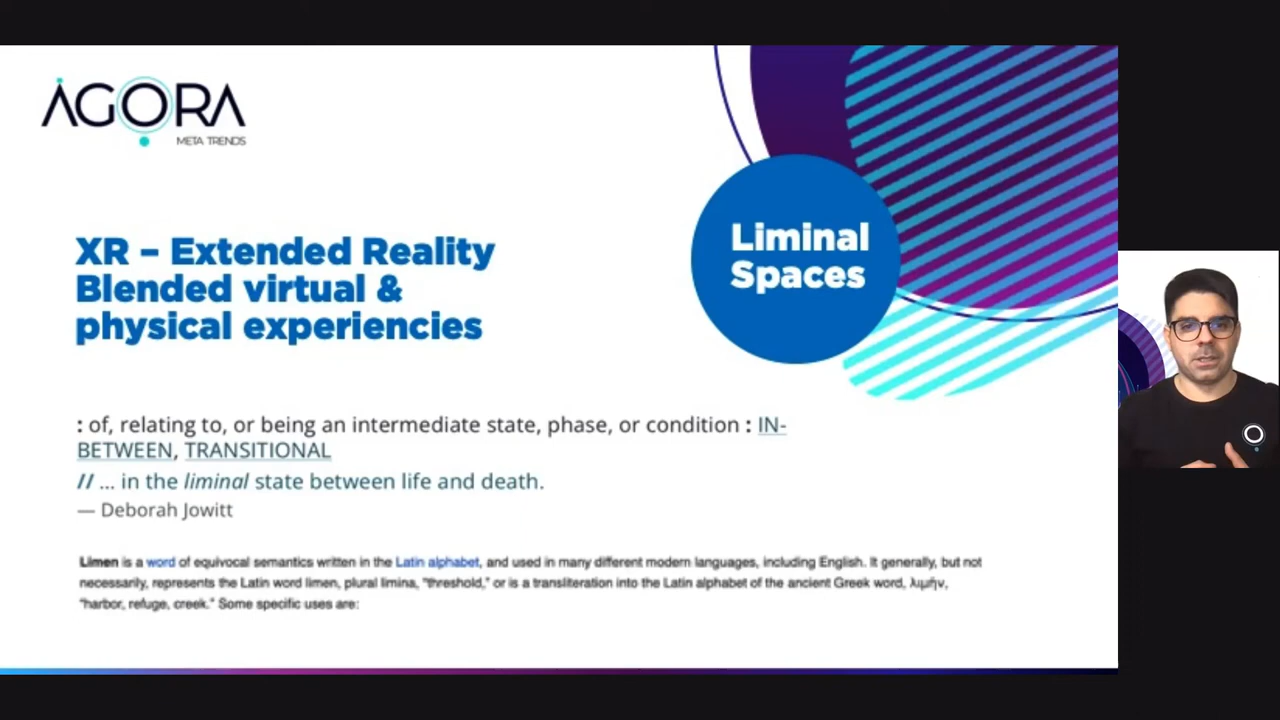 ÁGORA
META TRENDS
Liminal
Spaces
XR – Extended Reality
Blended virtual &
physical experiencies
: of, relating to, or being an intermediate state, phase, or condition : IN-
BETWEEN, TRANSITIONAL
// ... in the liminal state between life and death.
— Deborah Jowitt
Limen is a word of equivocal semantics written in the Latin alphabet, and used in many different modern languages, including English. It generally, but not
necessarily, represents the Latin word limen, plural limina, "threshold," or is a transliteration into the Latin alphabet of the ancient Greek word, λιμήν,
"harbor, refuge, creek." Some specific uses are: